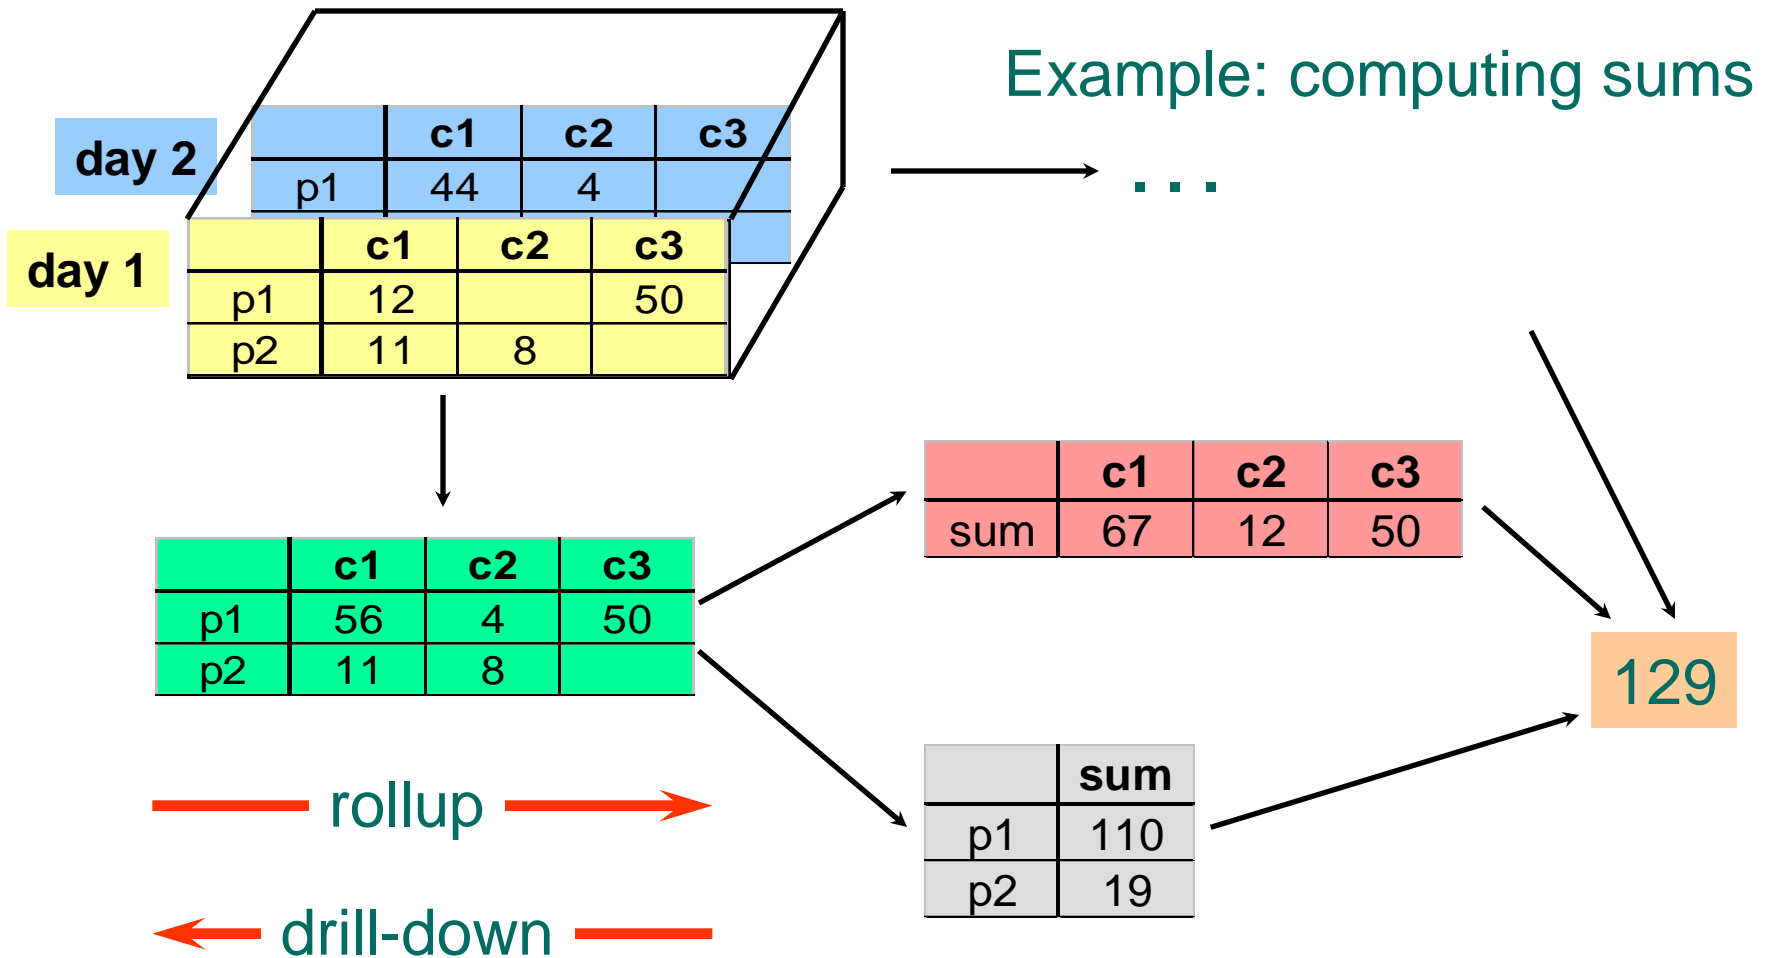 Example: computing sums
day 2
c1 c2 c3
p1 44 4
. . .
day 1
c1 c2 c3
p1 12 50
p2 11 8
c1 c2 c3
sum 67 12 50
c1 c2 c3
p1 56 4 50
p2 11 8
129
sum
p1 110
p2 19
rollup
drill-down